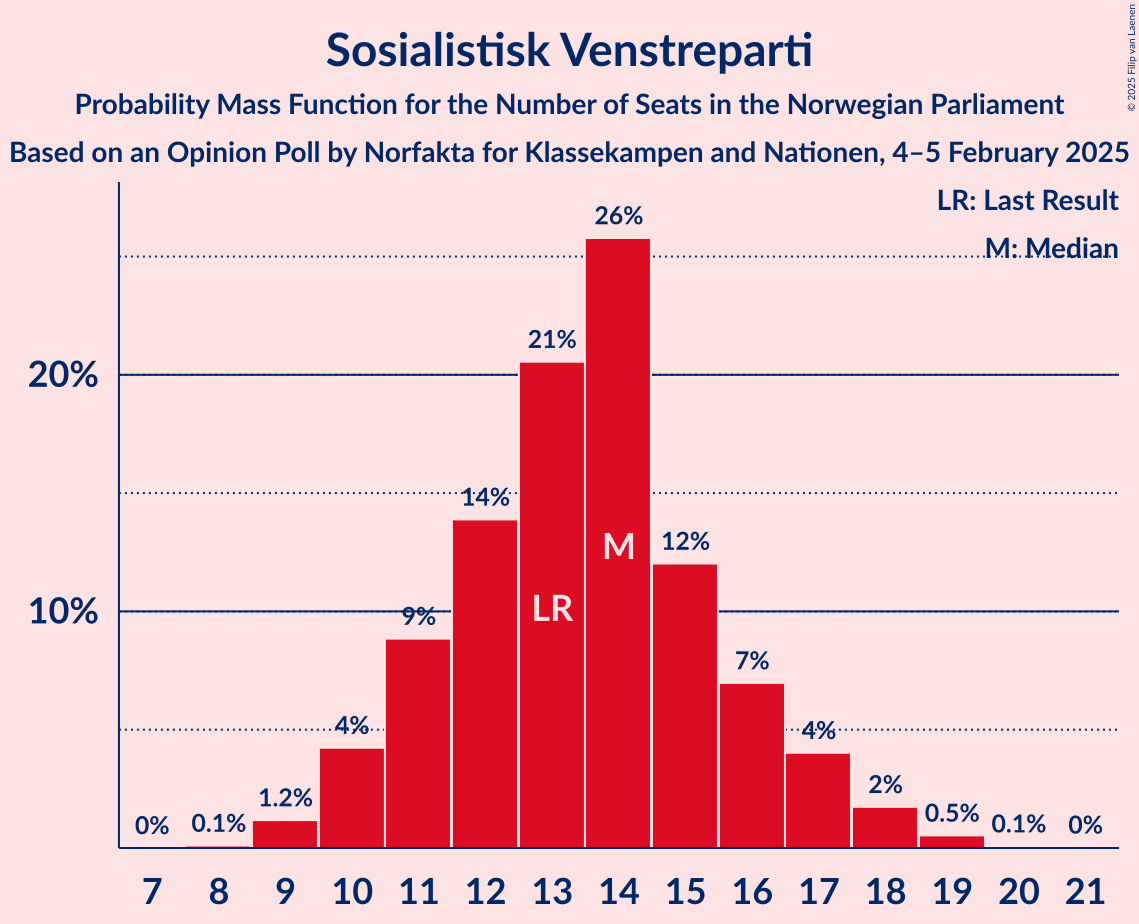 © 2025 Filip van Laenen
Sosialistisk Venstreparti
Probability Mass Function for the Number of Seats in the Norwegian Parliament
Based on an Opinion Poll by Norfakta for Klassekampen and Nationen, 4–5 February 2025
LR: Last Result
M: Median
20%
10%
0% 0.1% 1.2% 4% 9% 14% 21% 26% 12% 7% 4% 2% 0.5% 0.1% 0%
LR M
7 8 9 10 11 12 13 14 15 16 17 18 19 20 21